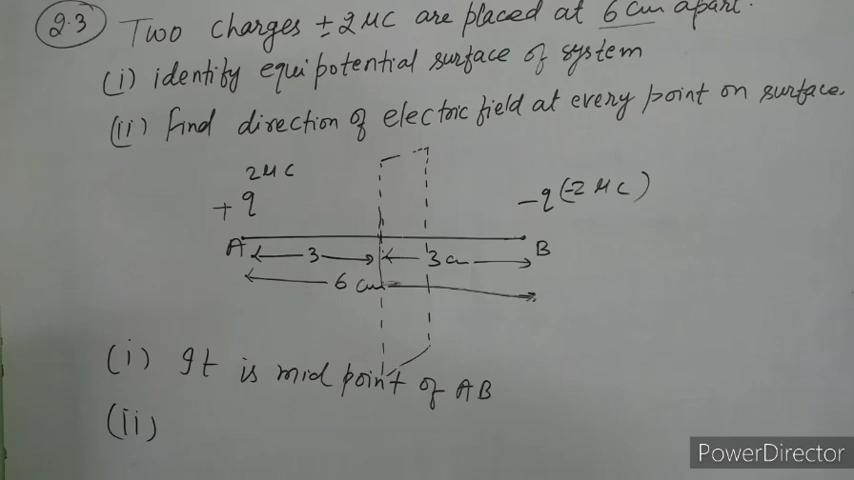 2.3 Two charges ±2 μC are placed at 6 cm apart.
(i) identify equipotential surface of system
(ii) find direction of electric field at every point on surface.
2 μC
+ q
-q (-2 μC)
A
3
3 cm
B
6 cm
(i) It is mid point of AB
(ii)
PowerDirector